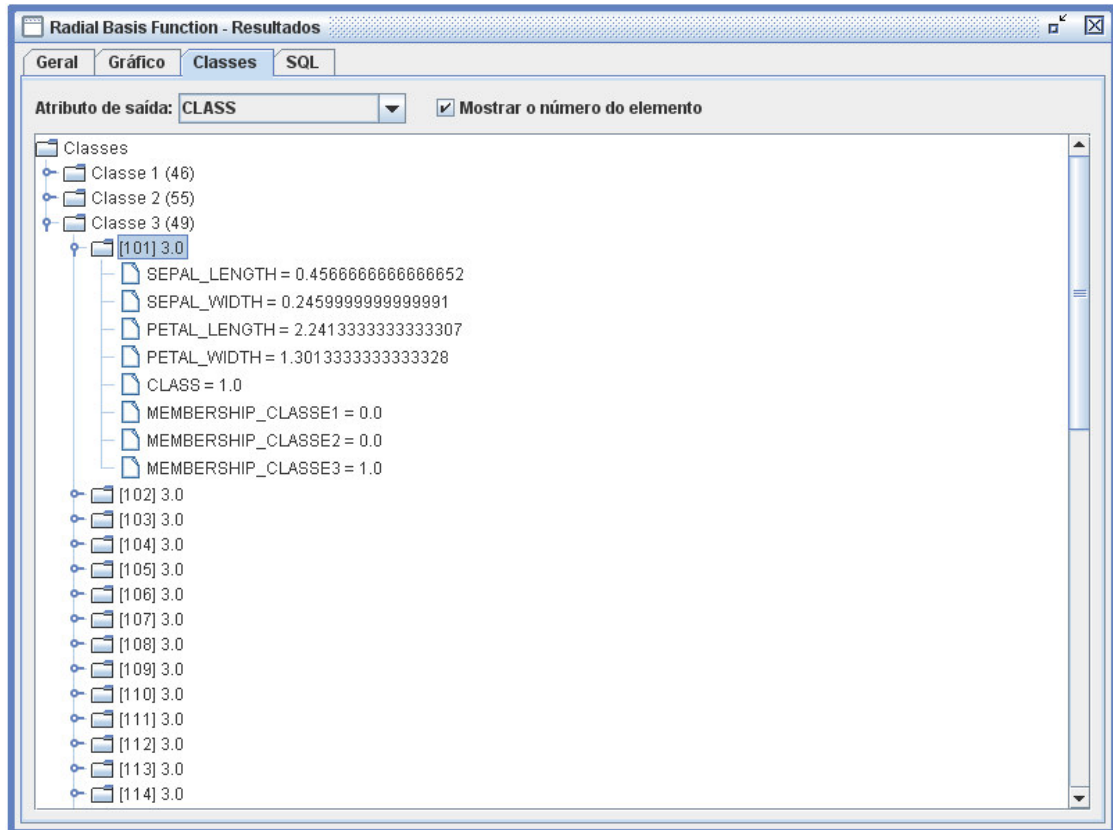 Radial Basis Function - Resultados
Geral Gráfico Classes SQL
Atributo de saída: CLASS Mostrar o número do elemento
Classes
Classe 1 (46)
Classe 2 (55)
Classe 3 (49)
[101] 3.0
SEPAL_LENGTH = 0.4566666666666652
SEPAL_WIDTH = 0.2459999999999991
PETAL_LENGTH = 2.2413333333333307
PETAL_WIDTH = 1.3013333333333328
CLASS = 1.0
MEMBERSHIP_CLASSE1 = 0.0
MEMBERSHIP_CLASSE2 = 0.0
MEMBERSHIP_CLASSE3 = 1.0
[102] 3.0
[103] 3.0
[104] 3.0
[105] 3.0
[106] 3.0
[107] 3.0
[108] 3.0
[109] 3.0
[110] 3.0
[111] 3.0
[112] 3.0
[113] 3.0
[114] 3.0